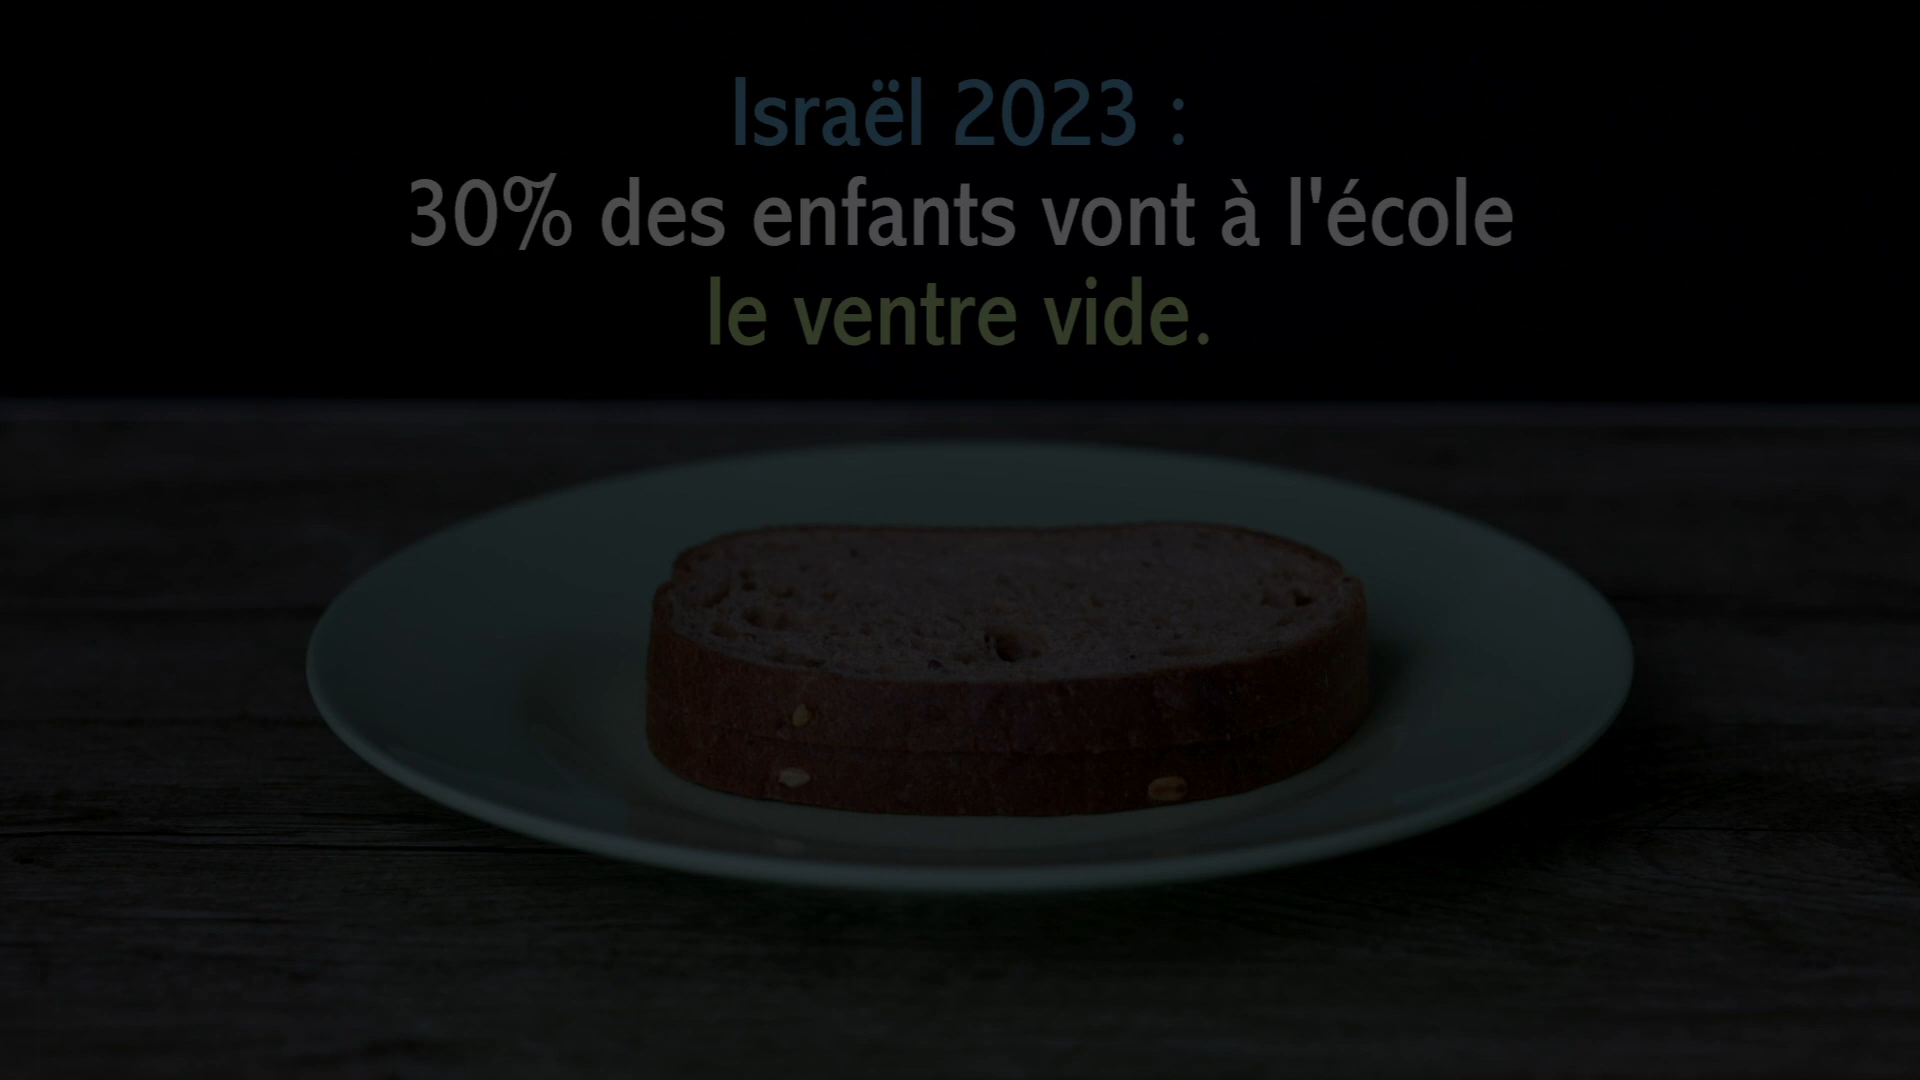 Israël 2023 :
30% des enfants vont à l'école
le ventre vide.